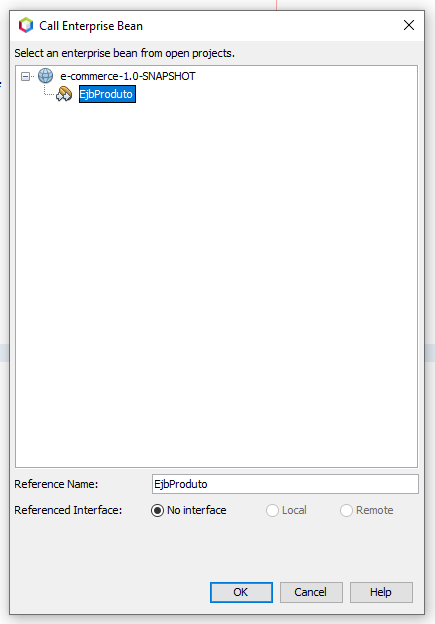 Call Enterprise Bean
Select an enterprise bean from open projects.
e-commerce-1.0-SNAPSHOT
EjbProduto
Reference Name: EjbProduto
Referenced Interface: No interface Local Remote
OK Cancel Help